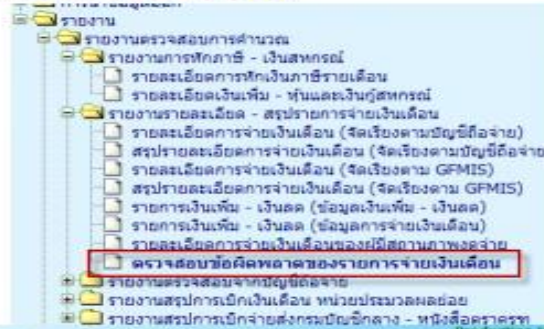 รายงาน
รายงานตรวจสอบการคำนวณ
รายงานการหักภาษี - เงินสหกรณ์
รายละเอียดการหักเงินภาษีรายเดือน
รายละเอียดเงินเพิ่ม - หุ้นและเงินกู้สหกรณ์
รายงานรายละเอียด - สรุปรายการจ่ายเงินเดือน
รายละเอียดการจ่ายเงินเดือน (จัดเรียงตามบัญชีถือจ่าย)
สรุปรายละเอียดการจ่ายเงินเดือน (จัดเรียงตามบัญชีถือจ่าย
รายละเอียดการจ่ายเงินเดือน (จัดเรียงตาม GFMIS)
สรุปรายละเอียดการจ่ายเงินเดือน (จัดเรียงตาม GFMIS)
รายการเงินเพิ่ม - เงินลด (ข้อมูลเงินเพิ่ม - เงินลด)
รายการเงินเพิ่ม - เงินลด (ข้อมูลการจ่ายเงินเดือน)
รายละเอียดการจ่ายเงินเดือนของผู้มีสถานภาพงดจ่าย
ตรวจสอบข้อผิดพลาดของรายการจ่ายเงินเดือน
รายงานตรวจสอบจากบัญชีถือจ่าย
รายงานสรุปการเบิกเงินเดือน หน่วยประมวลผลย่อย
รายงานสรุปการเบิกจ่ายส่งกรมบัญชีกลาง - หนังสือตราครุฑ